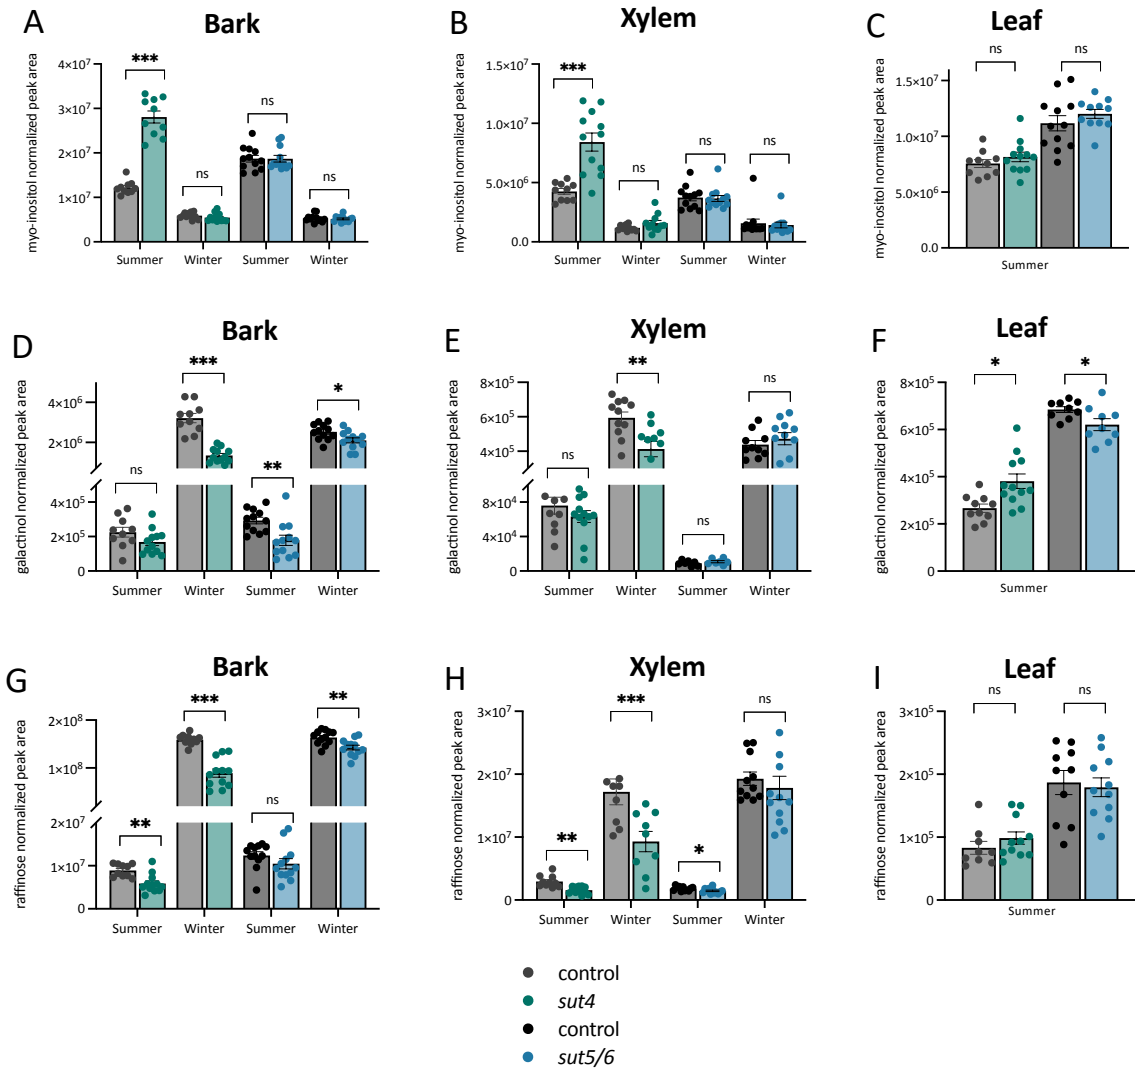 A
Bark
myo-inositol normalized peak area
4×10⁷
3×10⁷
2×10⁷
1×10⁷
0
***
ns
ns
ns
Summer
Winter
Summer
Winter
B
Xylem
myo-inositol normalized peak area
1.5×10⁷
1.0×10⁷
5.0×10⁶
0.0
***
ns
ns
ns
Summer
Winter
Summer
Winter
C
Leaf
myo-inositol normalized peak area
1.5×10⁷
1.0×10⁷
5.0×10⁶
0.0
ns
ns
Summer
D
Bark
galactinol normalized peak area
4×10⁶
2×10⁶
4×10⁵
2×10⁵
0
ns
***
**
*
Summer
Winter
Summer
Winter
E
Xylem
galactinol normalized peak area
8×10⁵
6×10⁵
4×10⁵
8×10⁴
4×10⁴
0
ns
**
ns
ns
Summer
Winter
Summer
Winter
F
Leaf
galactinol normalized peak area
8×10⁵
6×10⁵
4×10⁵
2×10⁵
0
*
*
Summer
G
Bark
raffinose normalized peak area
2×10⁸
1×10⁸
2×10⁷
1×10⁷
0
**
***
ns
**
Summer
Winter
Summer
Winter
H
Xylem
raffinose normalized peak area
3×10⁷
2×10⁷
1×10⁷
0
**
***
*
ns
Summer
Winter
Summer
Winter
I
Leaf
raffinose normalized peak area
3×10⁵
2×10⁵
1×10⁵
0
ns
ns
Summer
control
sut4
control
sut5/6